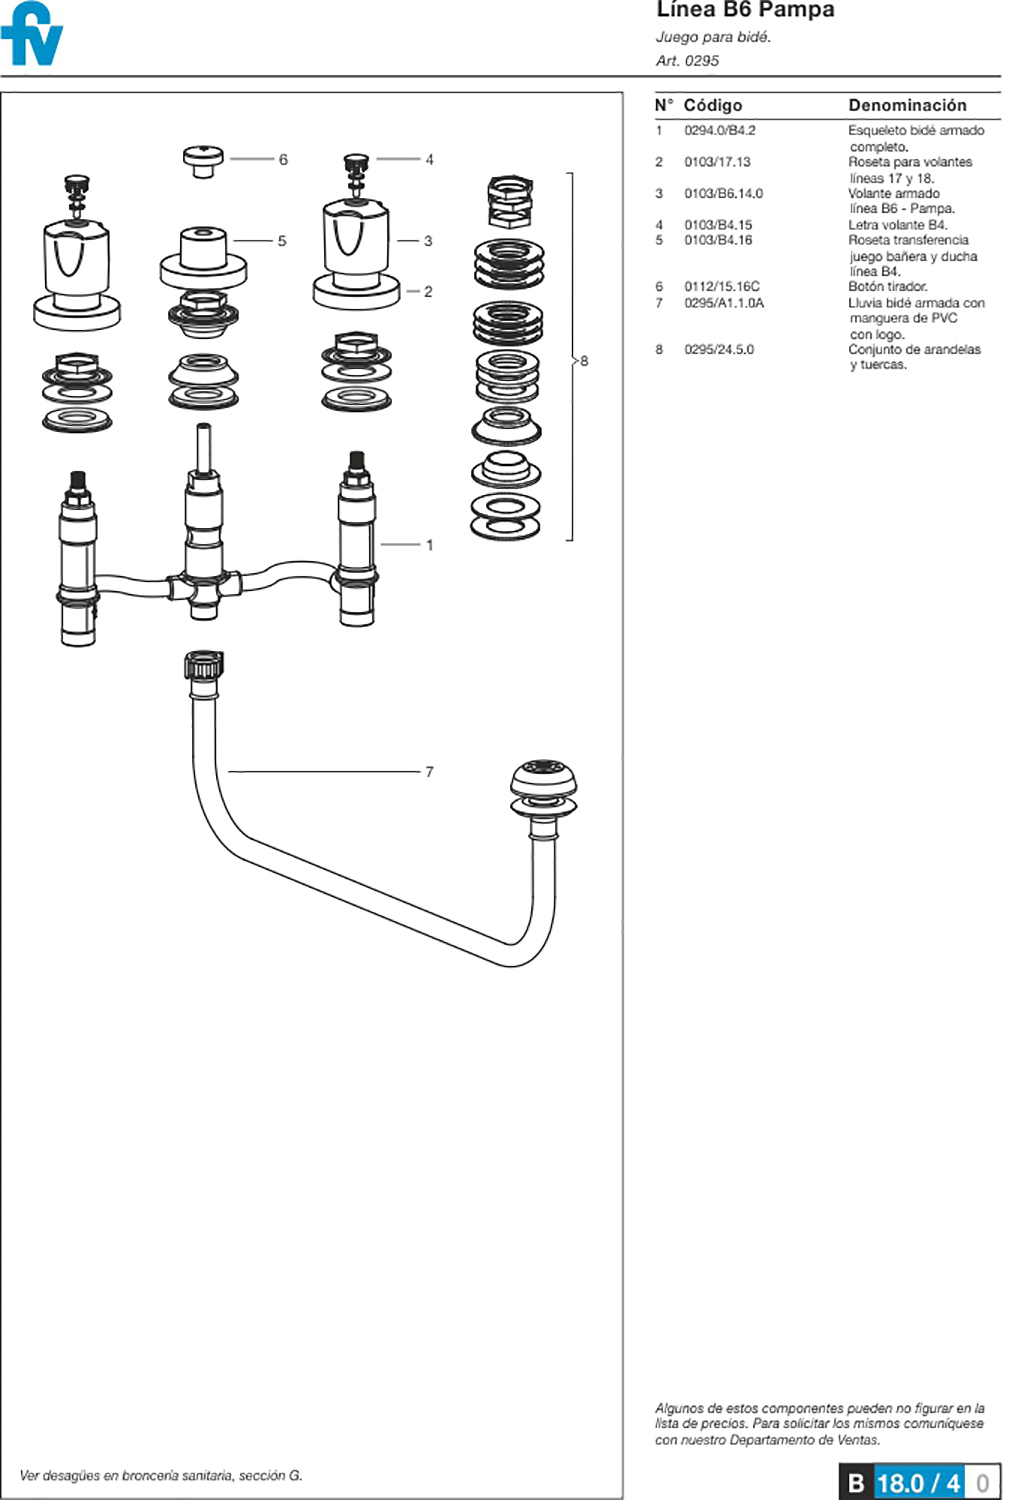 fv
Línea B6 Pampa
Juego para bidé.
Art. 0295
N° Código Denominación
1 0294.0/B4.2 Esqueleto bidé armado
completo.
2 0103/17.13 Roseta para volantes
líneas 17 y 18.
3 0103/B6.14.0 Volante armado
línea B6 - Pampa.
4 0103/B4.15 Letra volante B4.
5 0103/B4.16 Roseta transferencia
juego bañera y ducha
línea B4.
6 0112/15.16C Botón tirador.
7 0295/A1.1.0A Lluvia bidé armada con
manguera de PVC
con logo.
8 0295/24.5.0 Conjunto de arandelas
y tuercas.
6
4
5
3
2
8
1
7
Algunos de estos componentes pueden no figurar en la
lista de precios. Para solicitar los mismos comuníquese
con nuestro Departamento de Ventas.
Ver desagües en broncería sanitaria, sección G.
B 18.0 / 4 0